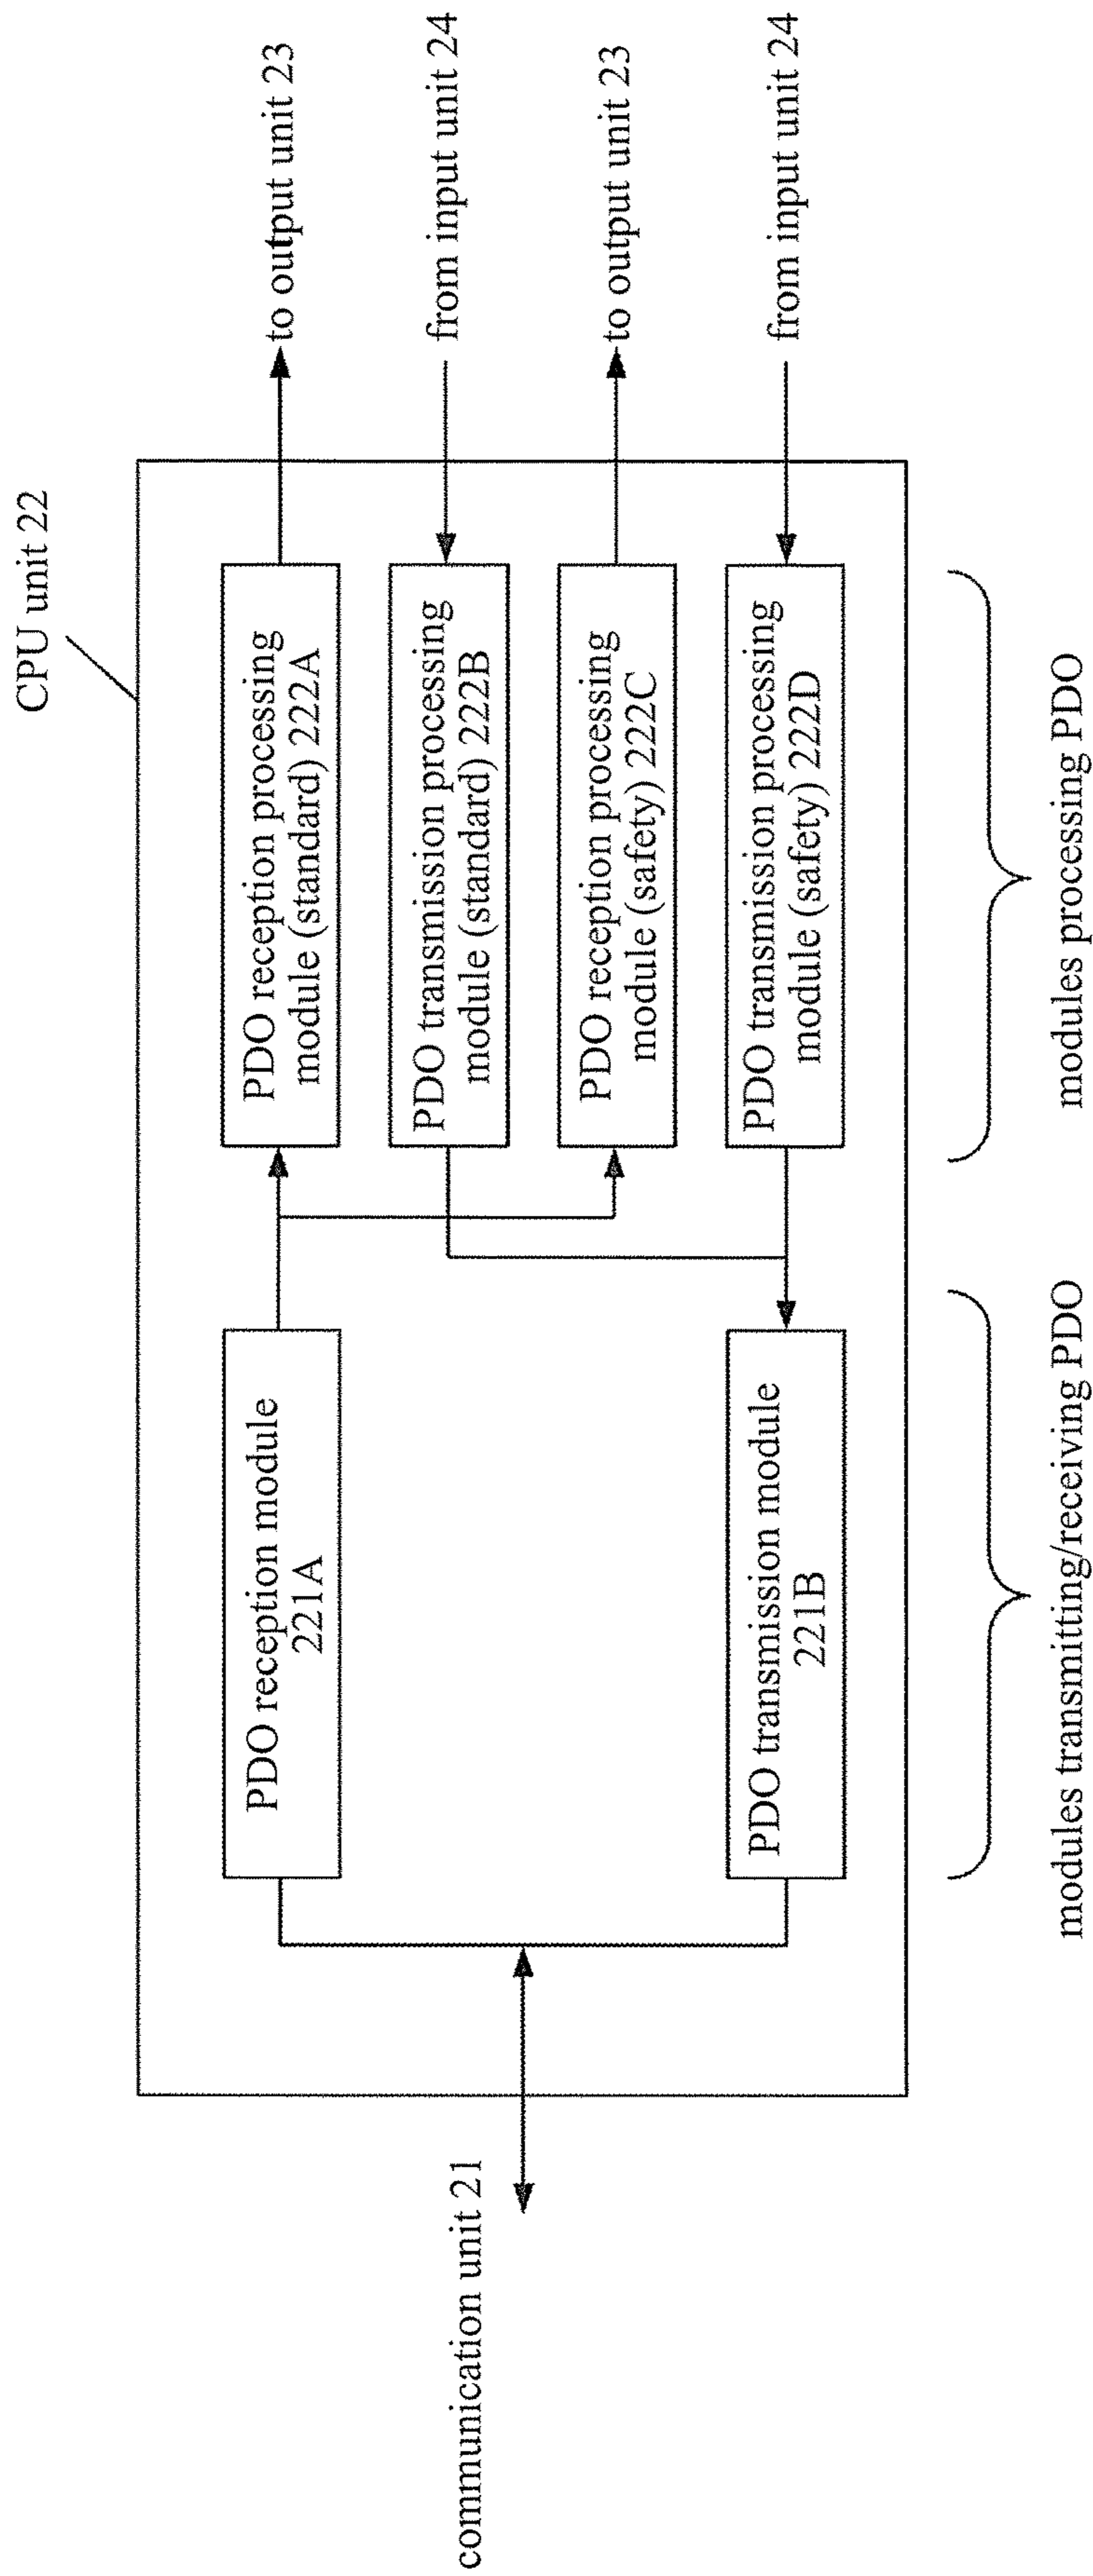 CPU unit 22
communication unit 21
PDO reception module
221A
PDO transmission module
221B
PDO reception processing
module (standard) 222A
PDO transmission processing
module (standard) 222B
PDO reception processing
module (safety) 222C
PDO transmission processing
module (safety) 222D
to output unit 23
from input unit 24
to output unit 23
from input unit 24
modules transmitting/receiving PDO
modules processing PDO